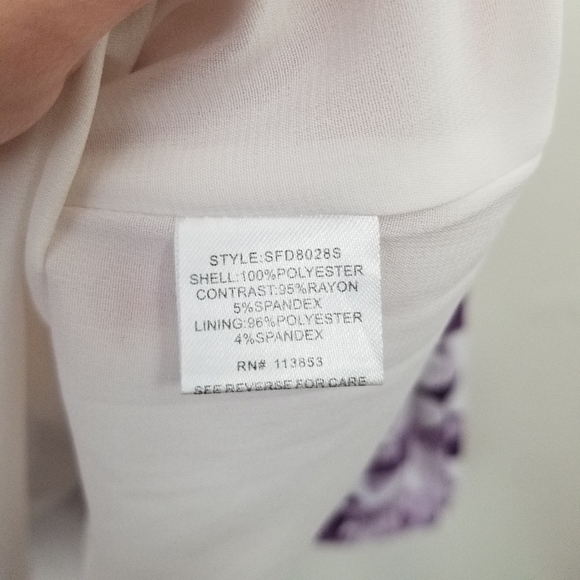 STYLE:SFD8028S
SHELL:100%POLYESTER
CONTRAST:95%RAYON
5%SPANDEX
LINING:96%POLYESTER
4%SPANDEX
RN# 113853
SEE REVERSE FOR CARE